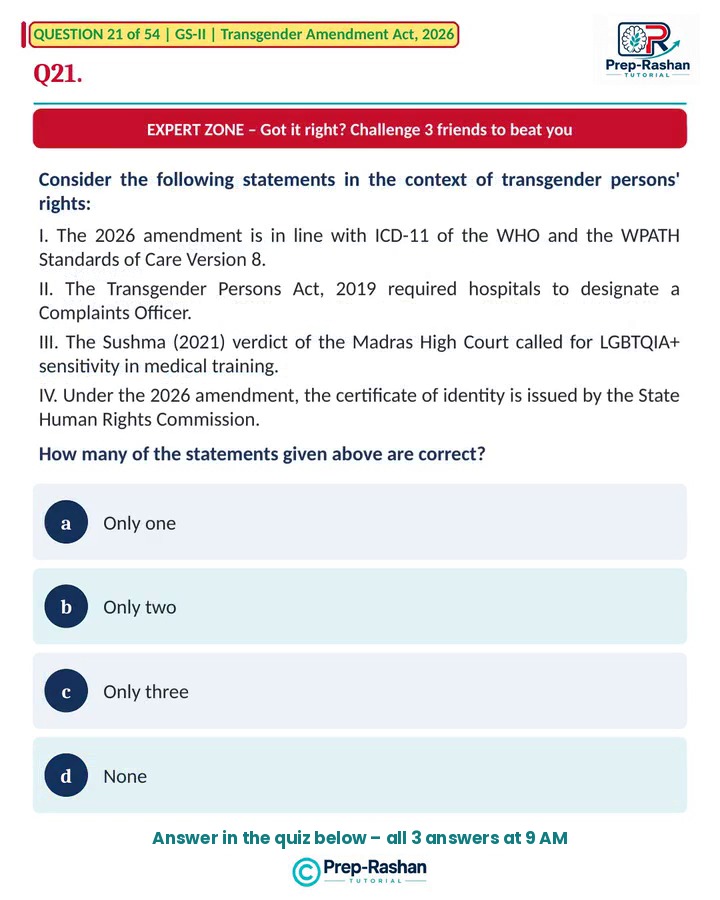 QUESTION 21 of 54 | GS-II | Transgender Amendment Act, 2026
Prep-Rashan
TUTORIAL
Q21.
EXPERT ZONE – Got it right? Challenge 3 friends to beat you
Consider the following statements in the context of transgender persons'
rights:
I. The 2026 amendment is in line with ICD-11 of the WHO and the WPATH
Standards of Care Version 8.
II. The Transgender Persons Act, 2019 required hospitals to designate a
Complaints Officer.
III. The Sushma (2021) verdict of the Madras High Court called for LGBTQIA+
sensitivity in medical training.
IV. Under the 2026 amendment, the certificate of identity is issued by the State
Human Rights Commission.
How many of the statements given above are correct?
a Only one
b Only two
c Only three
d None
Answer in the quiz below – all 3 answers at 9 AM
© Prep-Rashan
TUTORIAL